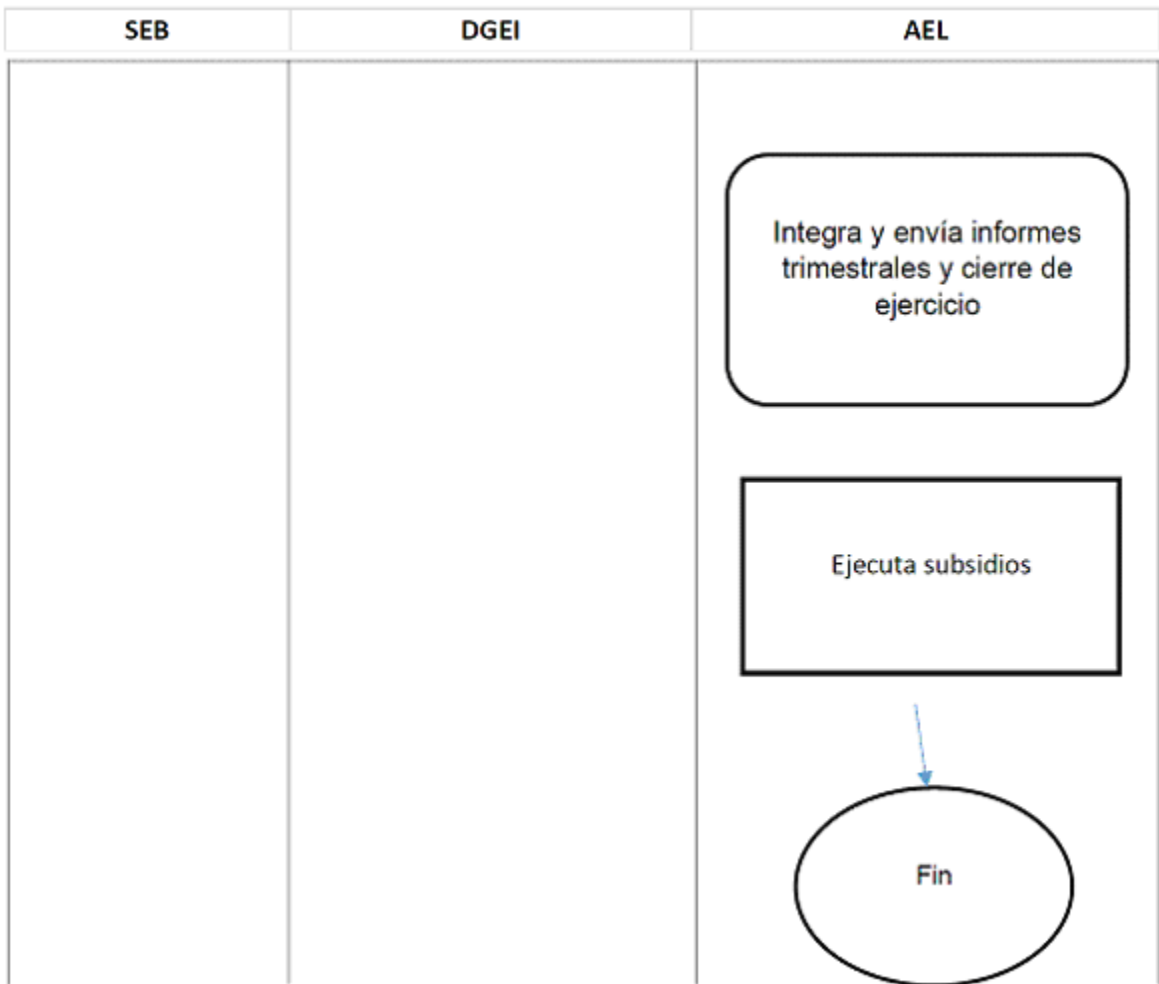 SEB DGEI AEL
Integra y envía informes
trimestrales y cierre de
ejercicio
Ejecuta subsidios
Fin